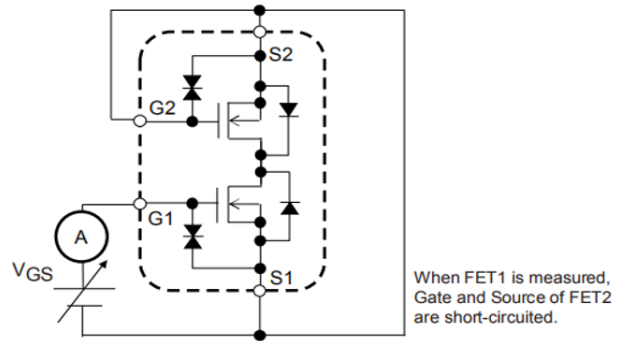 S2
G2
G1
A
VGS
S1
When FET1 is measured,
Gate and Source of FET2
are short-circuited.